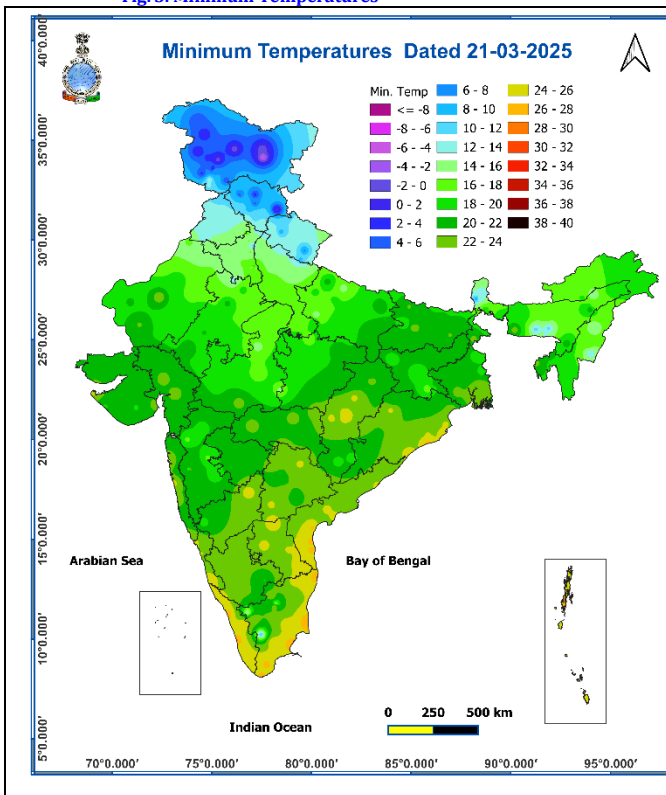 Fig. 3: Minimum Temperatures
Minimum Temperatures Dated 21-03-2025
Min. Temp
<= -8
-8 - -6
-6 - -4
-4 - -2
-2 - 0
0 - 2
2 - 4
4 - 6
6 - 8
8 - 10
10 - 12
12 - 14
14 - 16
16 - 18
18 - 20
20 - 22
22 - 24
24 - 26
26 - 28
28 - 30
30 - 32
32 - 34
34 - 36
36 - 38
38 - 40
40°0.000'
35°0.000'
30°0.000'
25°0.000'
20°0.000'
15°0.000'
10°0.000'
5°0.000'
Arabian Sea
Bay of Bengal
Indian Ocean
0 250 500 km
70°0.000' 75°0.000' 80°0.000' 85°0.000' 90°0.000' 95°0.000'